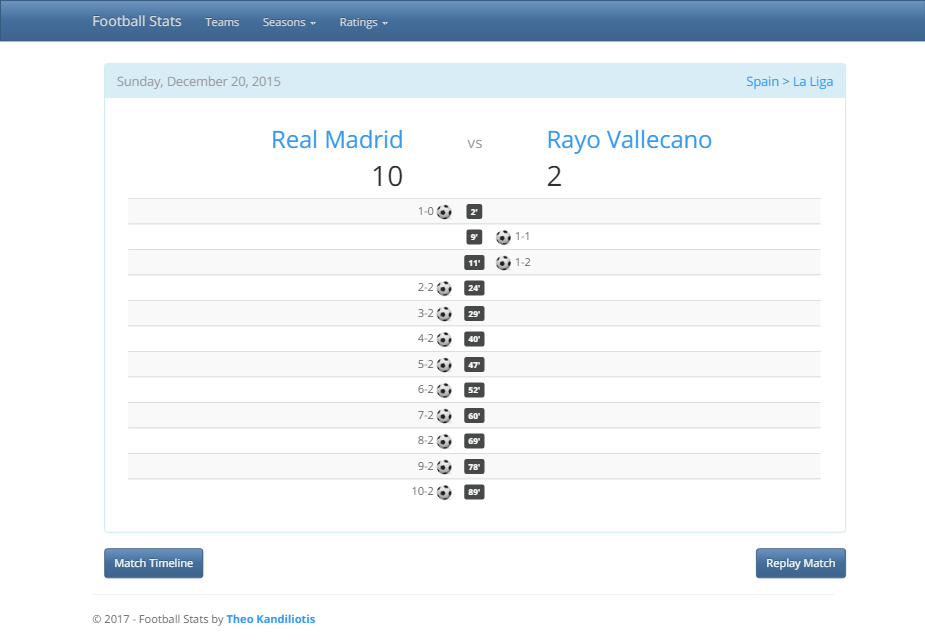 Football Stats Teams Seasons Ratings
Sunday, December 20, 2015 Spain > La Liga
Real Madrid vs Rayo Vallecano
10 2
1-0 2'
9' 1-1
11' 1-2
2-2 24'
3-2 29'
4-2 40'
5-2 47'
6-2 52'
7-2 60'
8-2 69'
9-2 78'
10-2 89'
Match Timeline Replay Match
© 2017 - Football Stats by Theo Kandiliotis